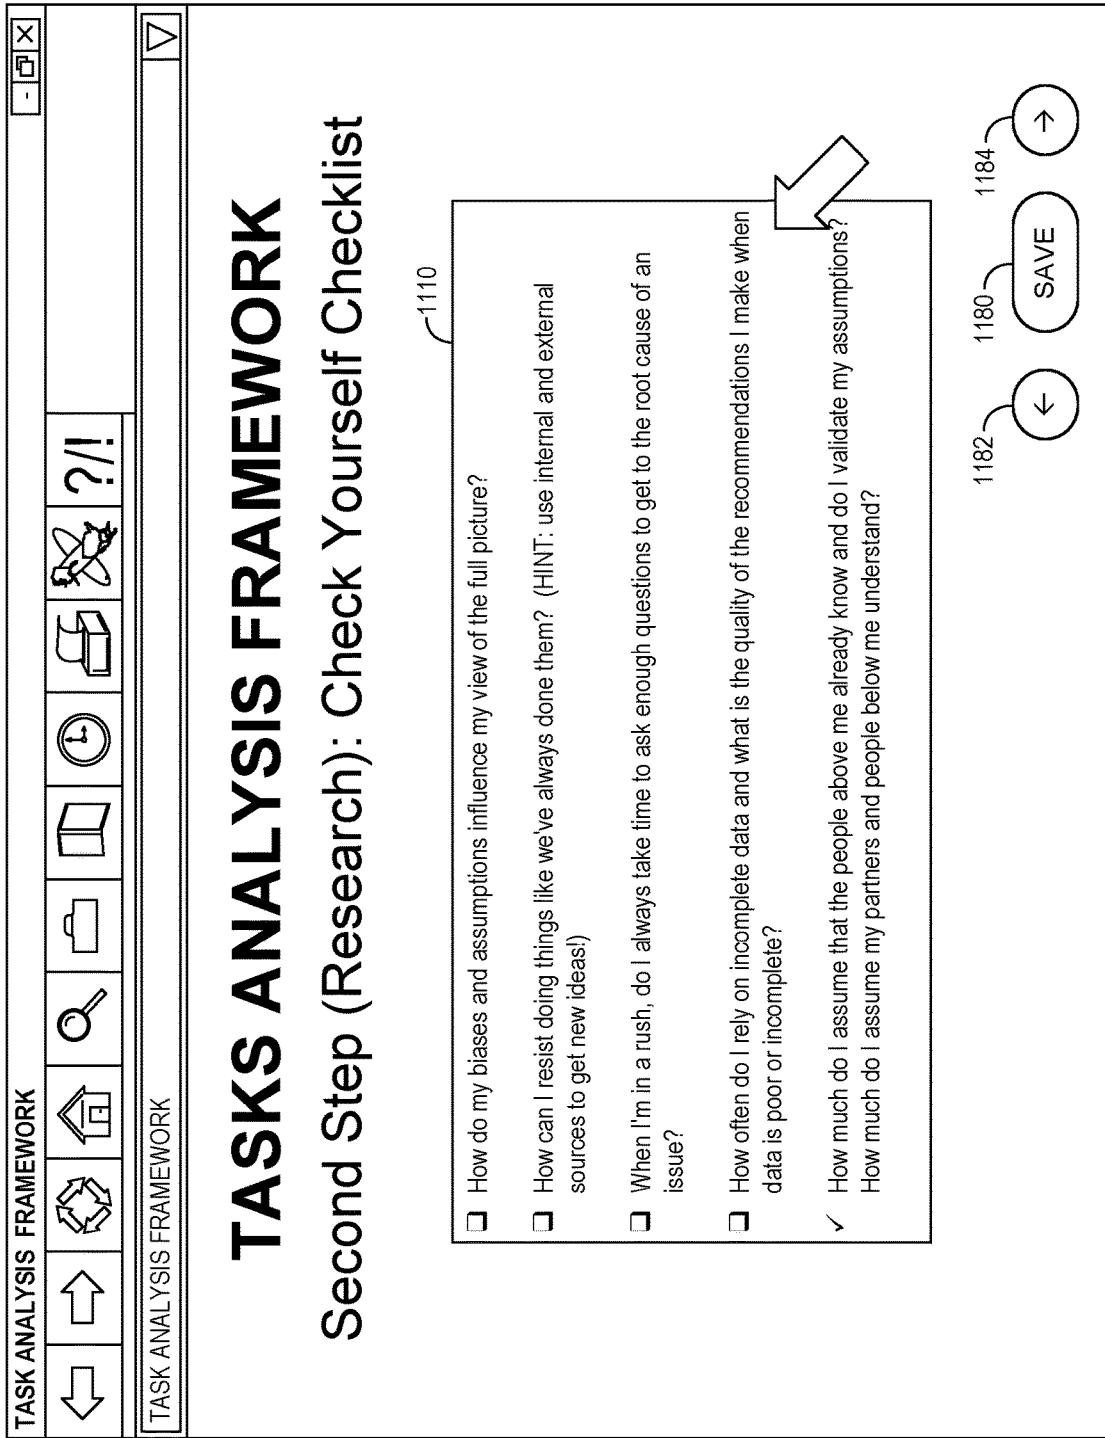 TASK ANALYSIS FRAMEWORK
-
?/!
TASK ANALYSIS FRAMEWORK
TASKS ANALYSIS FRAMEWORK
Second Step (Research): Check Yourself Checklist
1110
❑ How do my biases and assumptions influence my view of the full picture?
❑ How can I resist doing things like we've always done them? (HINT: use internal and external
sources to get new ideas!)
❑ When I'm in a rush, do I always take time to ask enough questions to get to the root cause of an
issue?
❑ How often do I rely on incomplete data and what is the quality of the recommendations I make when
data is poor or incomplete?
✓ How much do I assume that the people above me already know and do I validate my assumptions?
How much do I assume my partners and people below me understand?
1182
1180
1184
← SAVE →